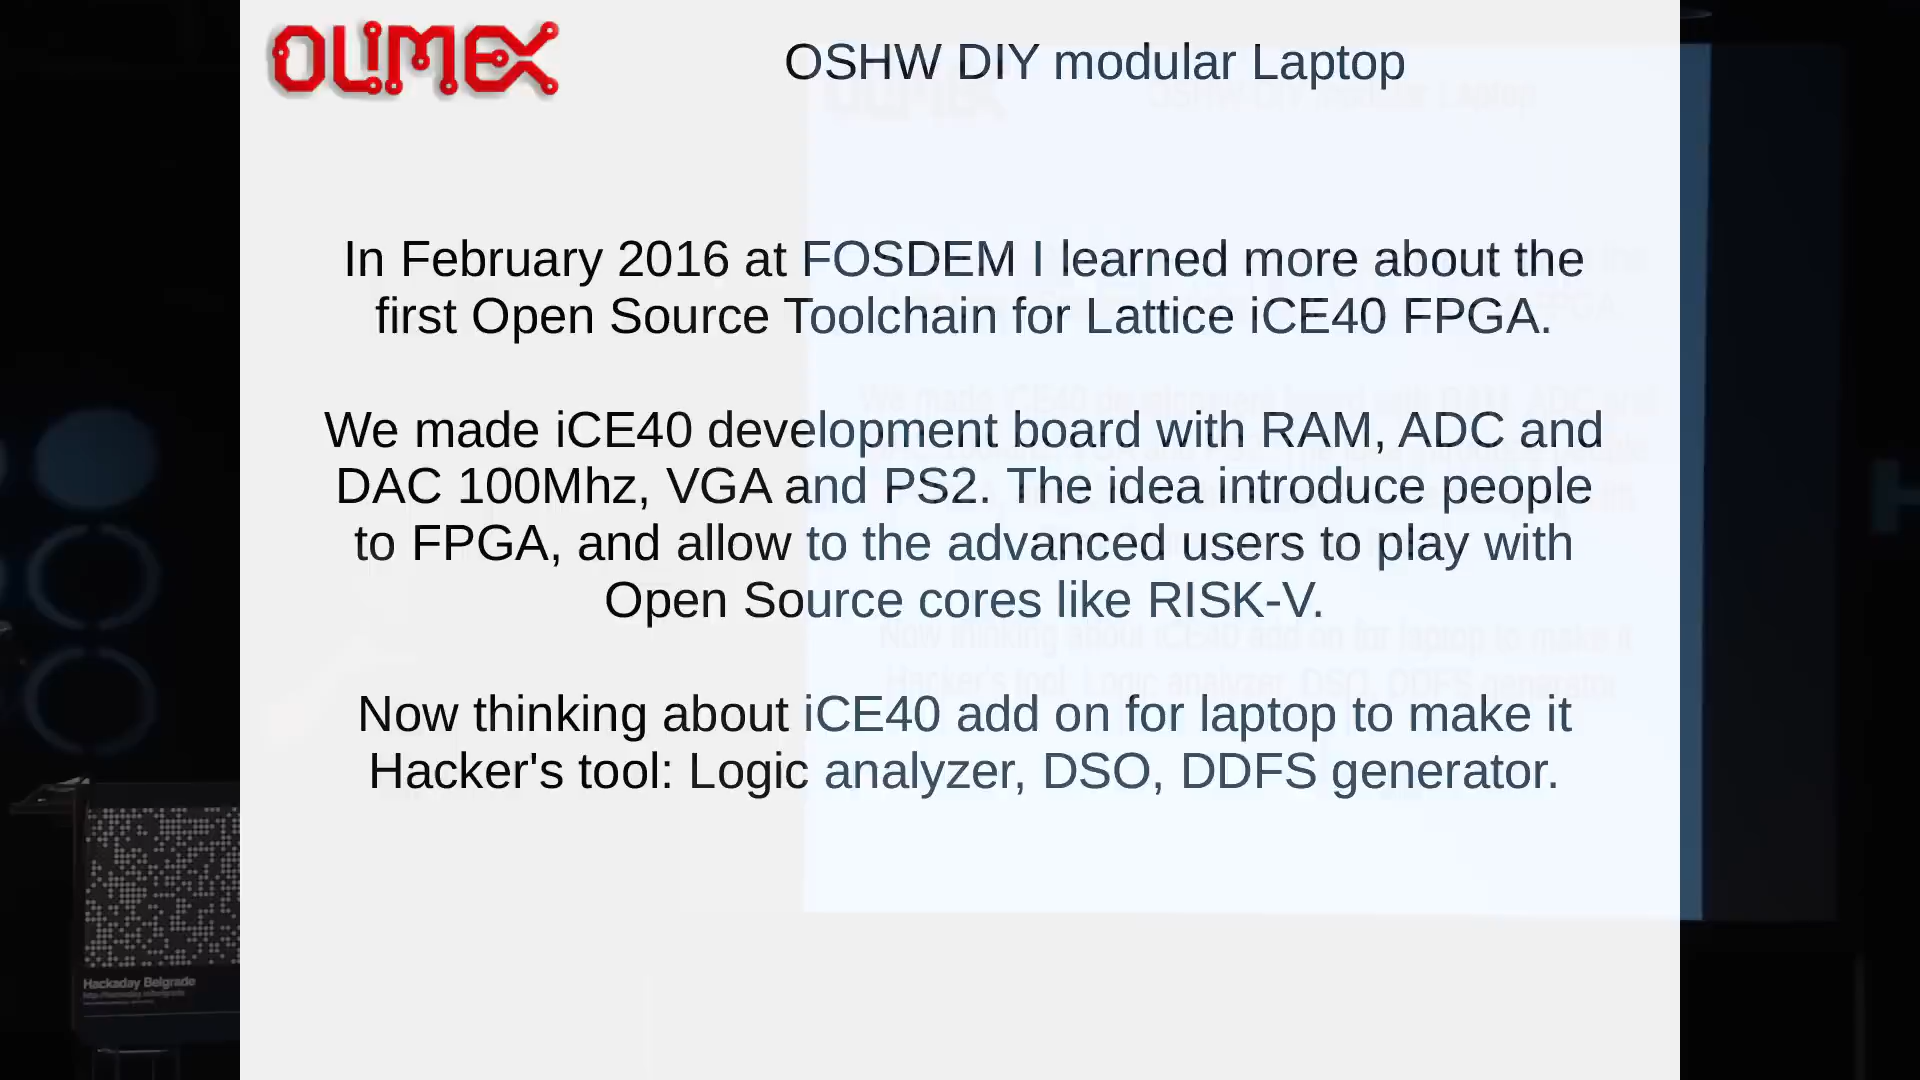 OLIMEX
OSHW DIY modular Laptop
In February 2016 at FOSDEM I learned more about the
first Open Source Toolchain for Lattice iCE40 FPGA.
We made iCE40 development board with RAM, ADC and
DAC 100Mhz, VGA and PS2. The idea introduce people
to FPGA, and allow to the advanced users to play with
Open Source cores like RISK-V.
Now thinking about iCE40 add on for laptop to make it
Hacker's tool: Logic analyzer, DSO, DDFS generator.
Hackaday Belgrade